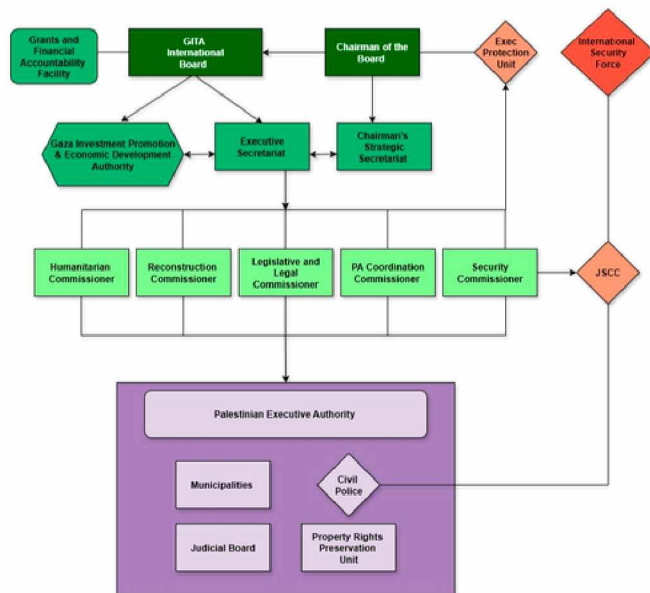 Grants and
Financial
Accountability
Facility
GITA
International
Board
Chairman of the
Board
Exec
Protection
Unit
International
Security
Force
Gaza Investment Promotion
& Economic Development
Authority
Executive
Secretariat
Chairman's
Strategic
Secretariat
Humanitarian
Commissioner
Reconstruction
Commissioner
Legislative and
Legal
Commissioner
PA Coordination
Commissioner
Security
Commissioner
JSCC
Palestinian Executive Authority
Municipalities
Civil
Police
Judicial Board
Property Rights
Preservation
Unit